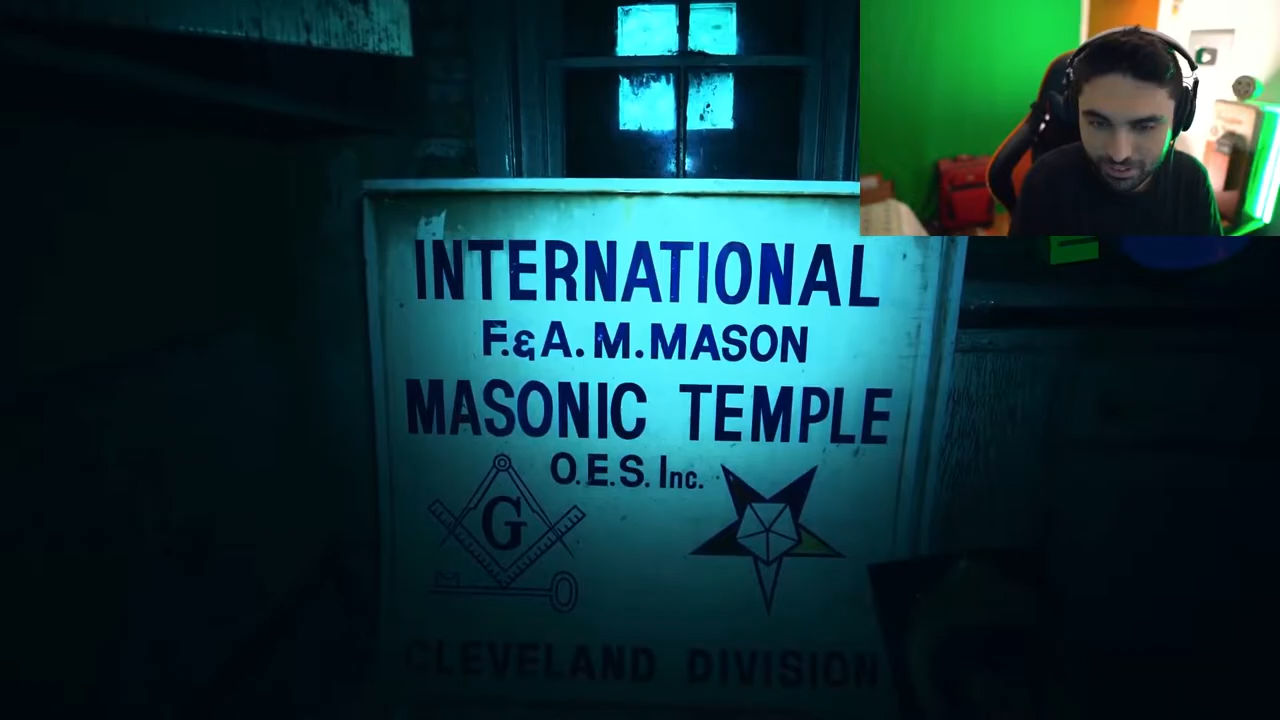 INTERNATIONAL
F.&A.M.MASON
MASONIC TEMPLE
O.E.S. Inc.
G
CLEVELAND DIVISION